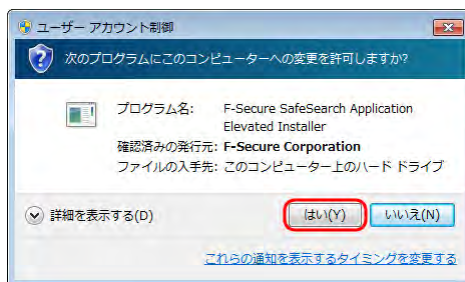 ユーザー アカウント制御
次のプログラムにこのコンピューターへの変更を許可しますか?
プログラム名: F-Secure SafeSearch Application
Elevated Installer
確認済みの発行元: F-Secure Corporation
ファイルの入手先: このコンピューター上のハード ドライブ
詳細を表示する(D) はい(Y) いいえ(N)
これらの通知を表示するタイミングを変更する